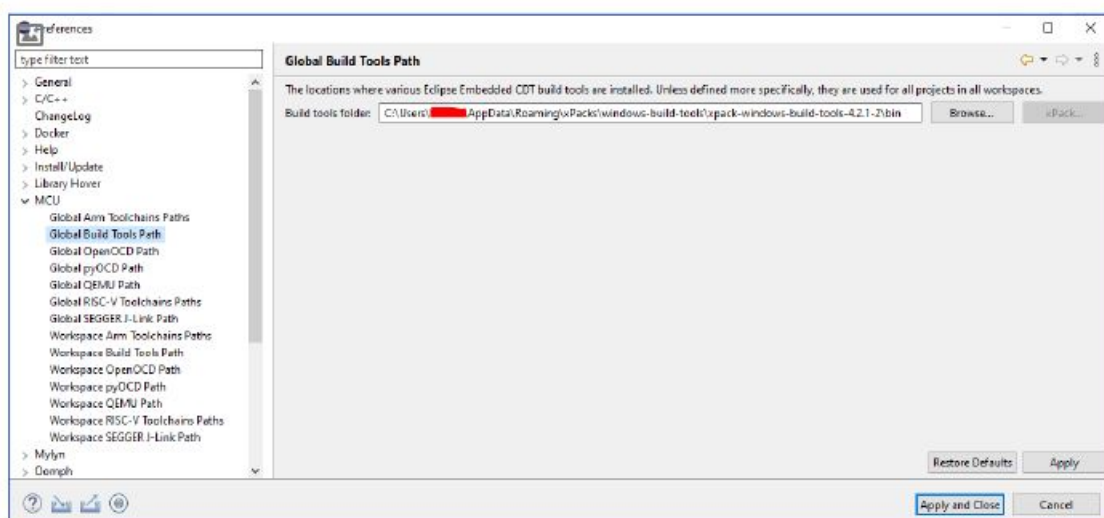 Preferences
type filter text
General
C/C++
ChangeLog
Docker
Help
Install/Update
Library Hover
MCU
Global Arm Toolchains Paths
Global Build Tools Path
Global OpenOCD Path
Global pyOCD Path
Global QEMU Path
Global RISC-V Toolchains Paths
Global SEGGER J-Link Path
Workspace Arm Toolchains Paths
Workspace Build Tools Path
Workspace OpenOCD Path
Workspace pyOCD Path
Workspace QEMU Path
Workspace RISC-V Toolchains Paths
Workspace SEGGER J-Link Path
Mylyn
Oomph
Global Build Tools Path
The locations where various Eclipse Embedded CDT build tools are installed. Unless defined more specifically, they are used for all projects in all workspaces.
Build tools folder: C:\Users\ AppData\Roaming\xPacks\windows-build-tools\xpack-windows-build-tools-4.2.1-2\bin Browse... xPack...
Restore Defaults Apply
Apply and Close Cancel